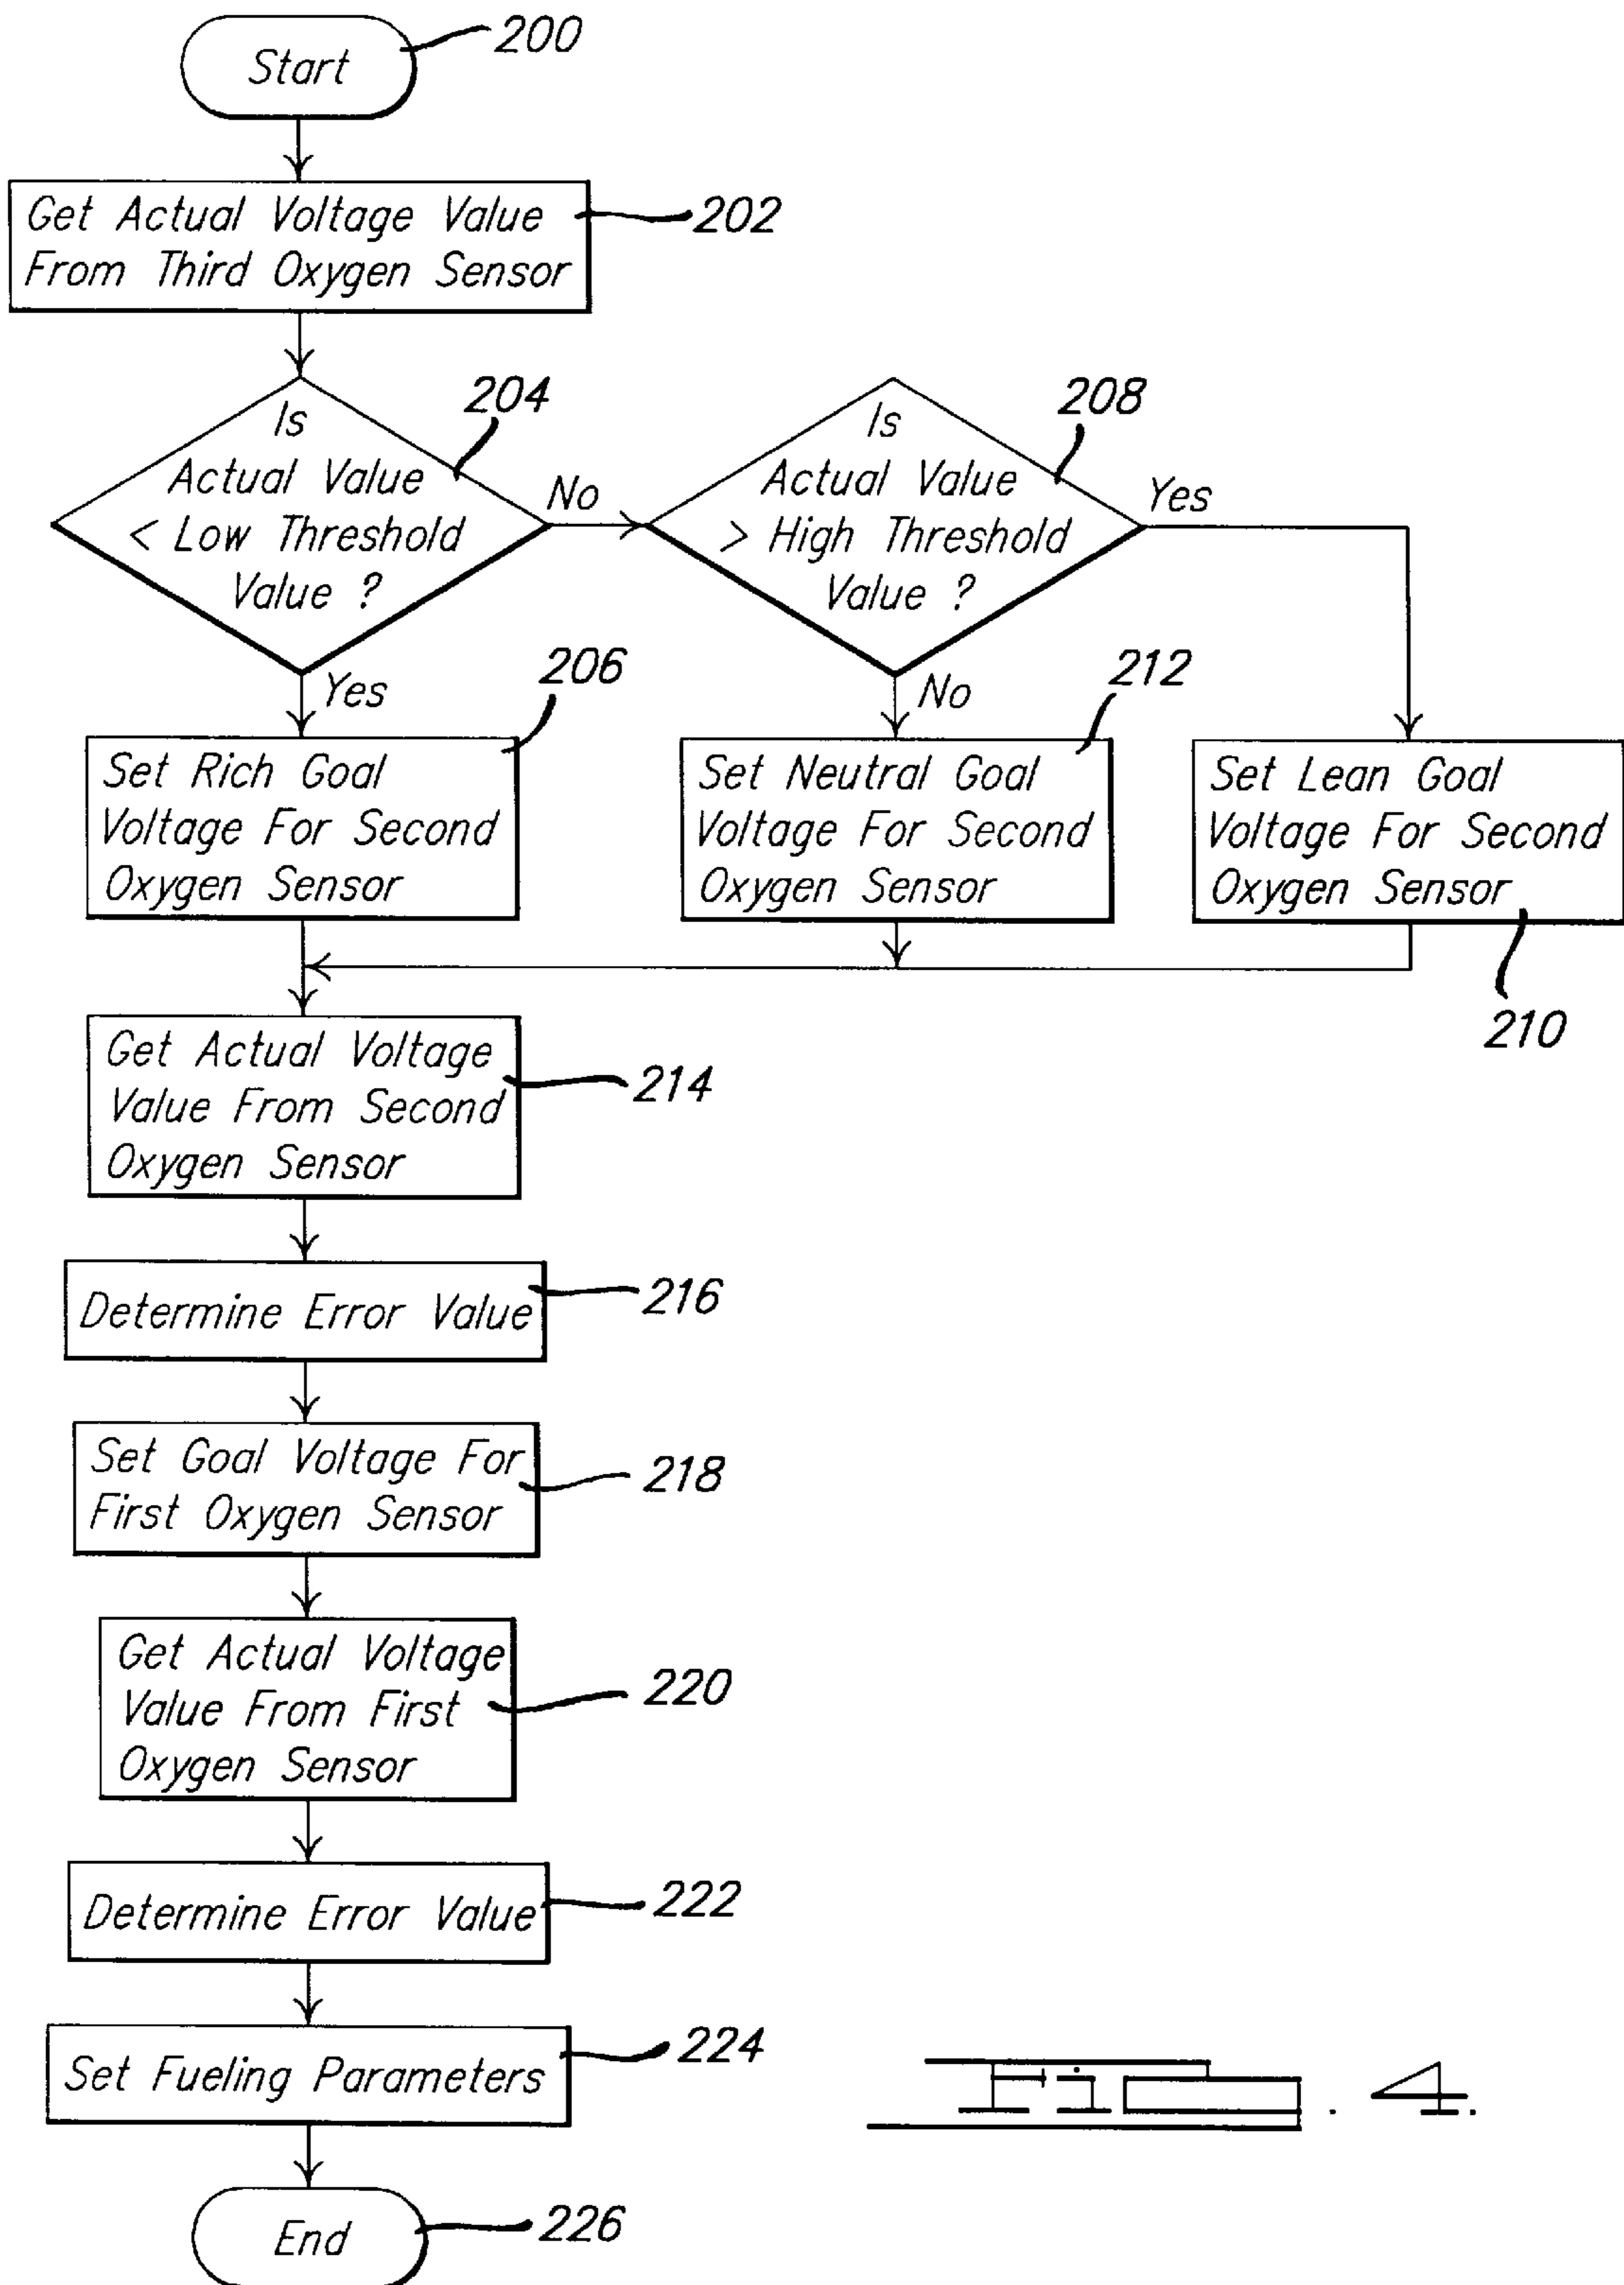 Start
200
Get Actual Voltage Value
From Third Oxygen Sensor
202
Is
Actual Value
< Low Threshold
Value ?
204
No
Yes
Is
Actual Value
> High Threshold
Value ?
208
Yes
No
Set Rich Goal
Voltage For Second
Oxygen Sensor
206
Set Neutral Goal
Voltage For Second
Oxygen Sensor
212
Set Lean Goal
Voltage For Second
Oxygen Sensor
210
Get Actual Voltage
Value From Second
Oxygen Sensor
214
Determine Error Value
216
Set Goal Voltage For
First Oxygen Sensor
218
Get Actual Voltage
Value From First
Oxygen Sensor
220
Determine Error Value
222
Set Fueling Parameters
224
End
226
Fig. 4.